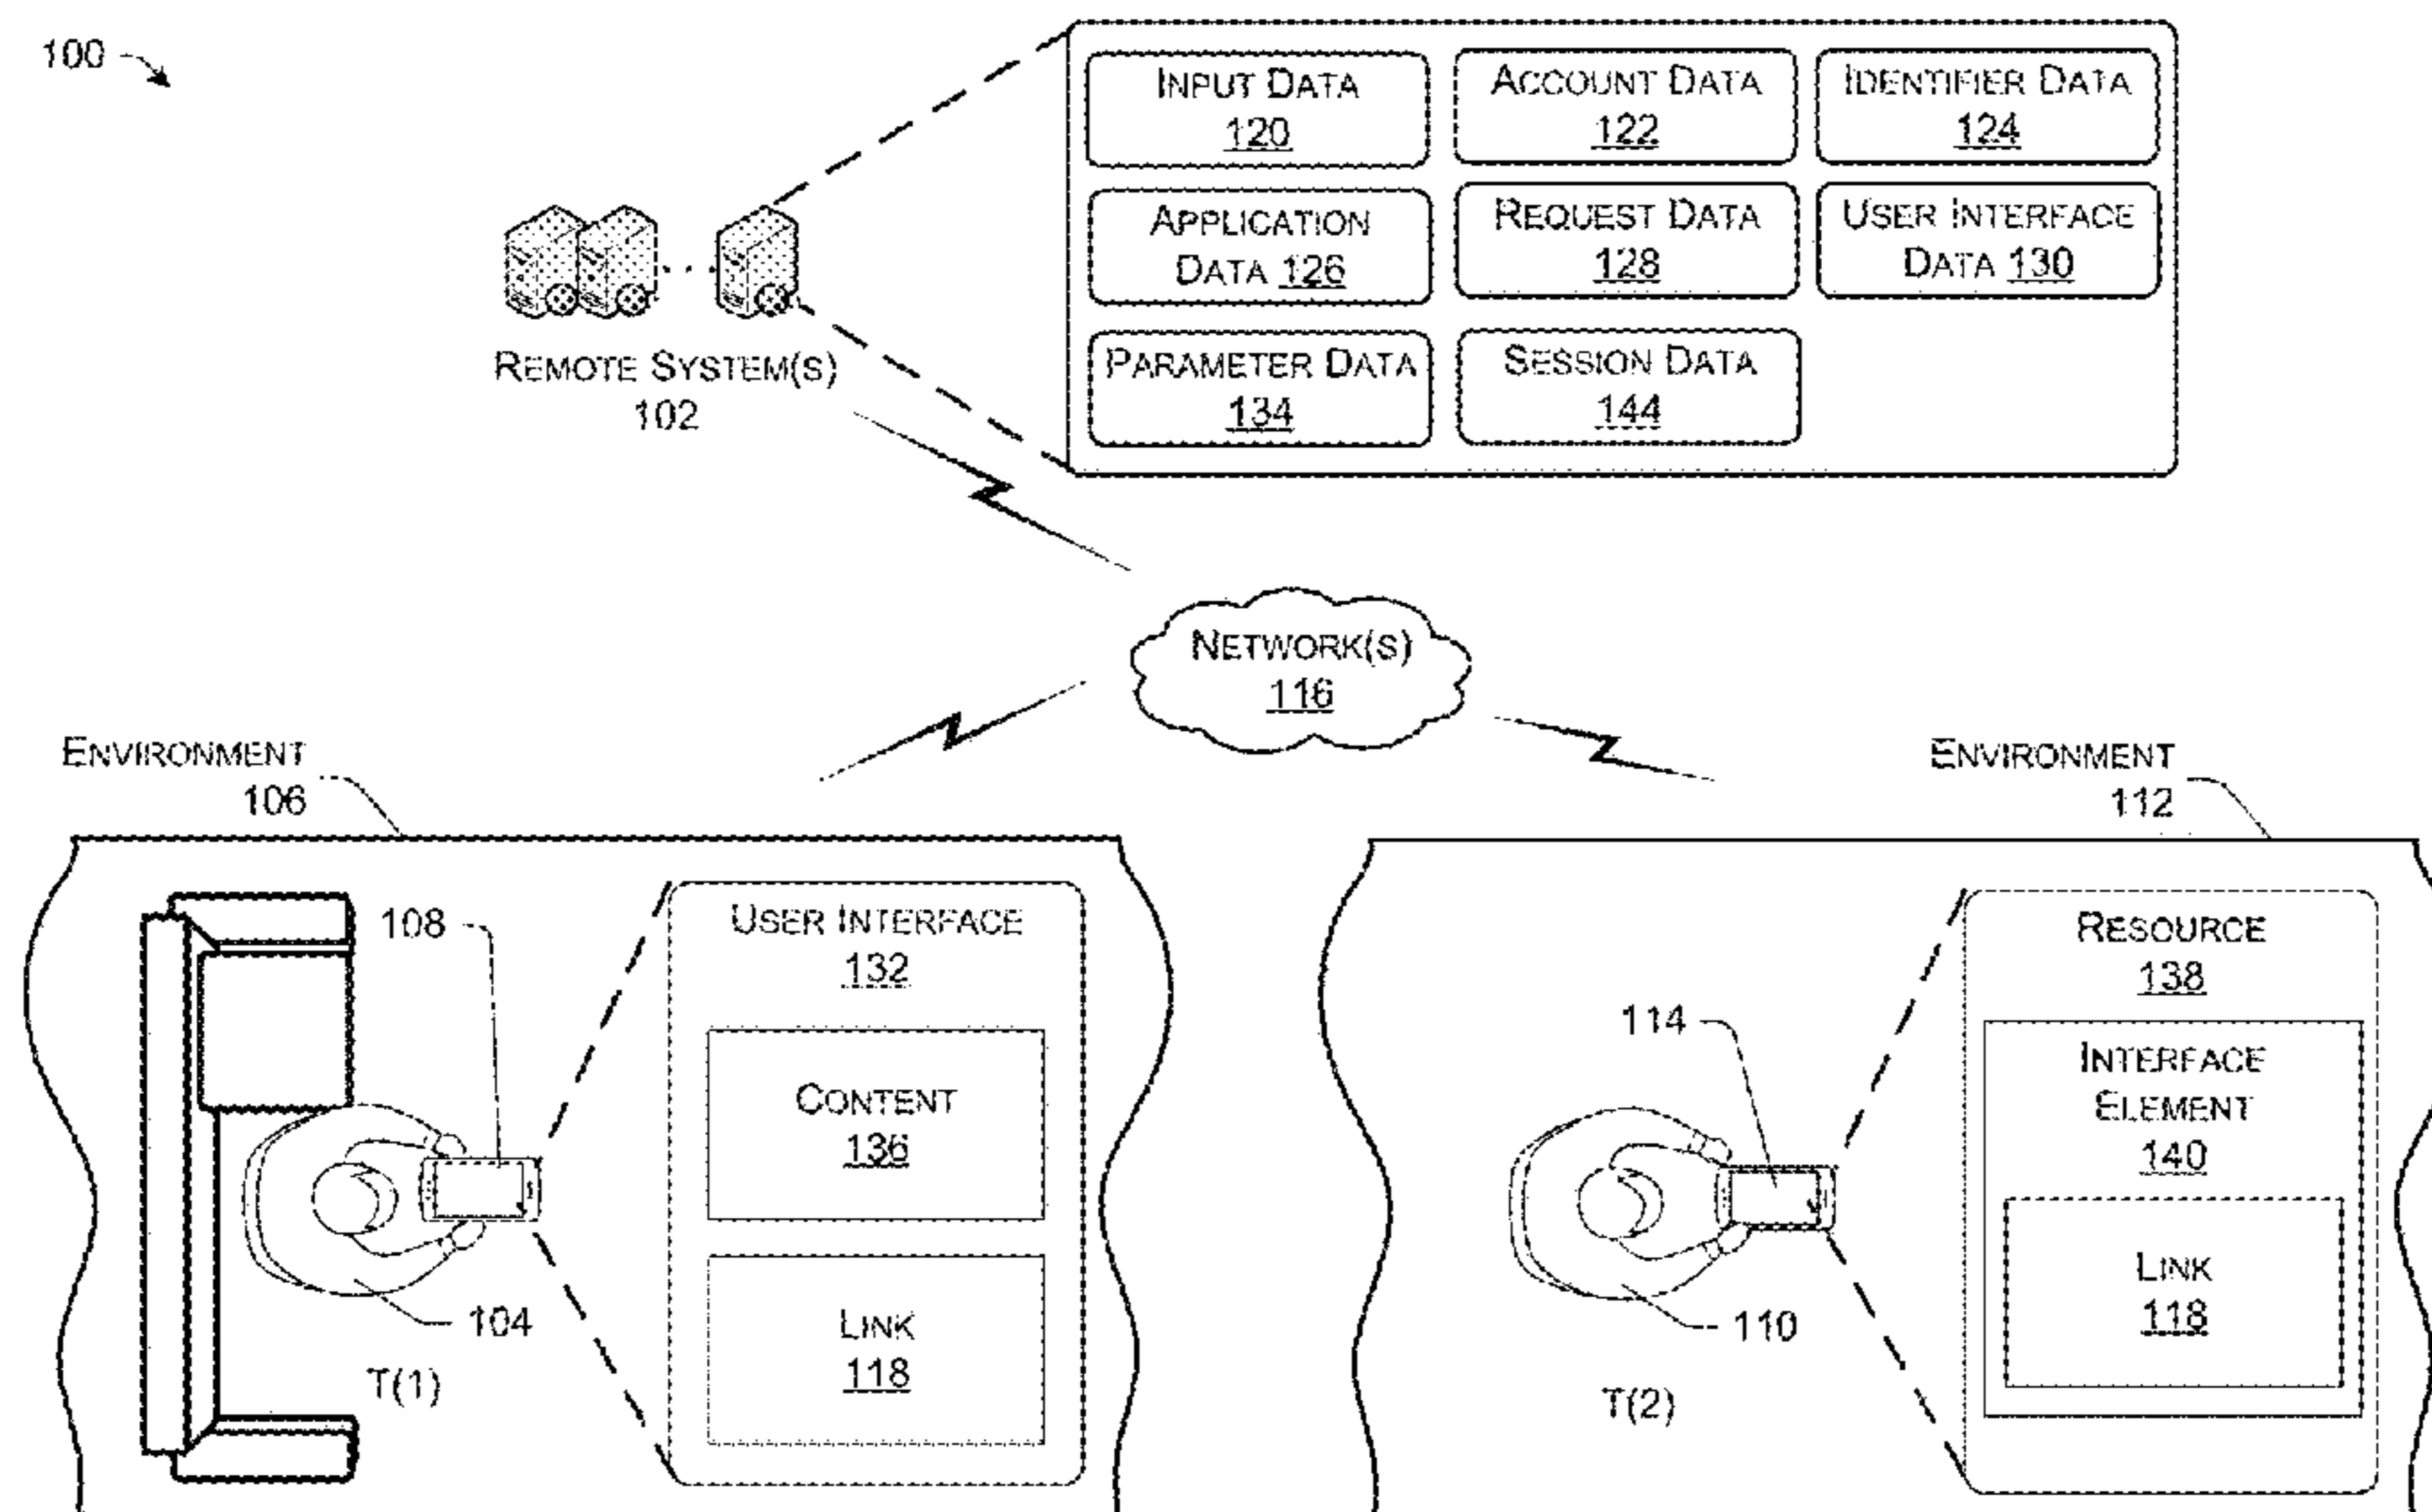 100
INPUT DATA
120
ACCOUNT DATA
122
IDENTIFIER DATA
124
APPLICATION
DATA 126
REQUEST DATA
128
USER INTERFACE
DATA 130
PARAMETER DATA
134
SESSION DATA
144
REMOTE SYSTEM(S)
102
NETWORK(S)
116
ENVIRONMENT
106
108
USER INTERFACE
132
CONTENT
136
LINK
118
104
T(1)
ENVIRONMENT
112
114
RESOURCE
138
INTERFACE
ELEMENT
140
LINK
118
110
T(2)